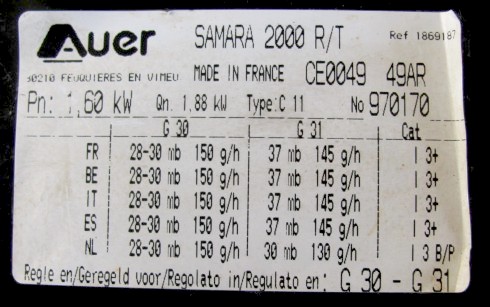 Auer SAMARA 2000 R/T Ref 1869187
80210 FEUQUIERES EN VIMEU MADE IN FRANCE CE0049 49AR
Pn: 1,60 kW Qn. 1,88 kW Type:C 11 No 970170
G 30 G 31 Cat
FR 28-30 mb 150 g/h 37 mb 145 g/h I 3+
BE 28-30 mb 150 g/h 37 mb 145 g/h I 3+
IT 28-30 mb 150 g/h 37 mb 145 g/h I 3+
ES 28-30 mb 150 g/h 37 mb 145 g/h I 3+
NL 28-30 mb 150 g/h 30 mb 130 g/h I 3 B/P
Regle en/Geregeld voor/Regolato in/Regulato en: G 30 - G 31